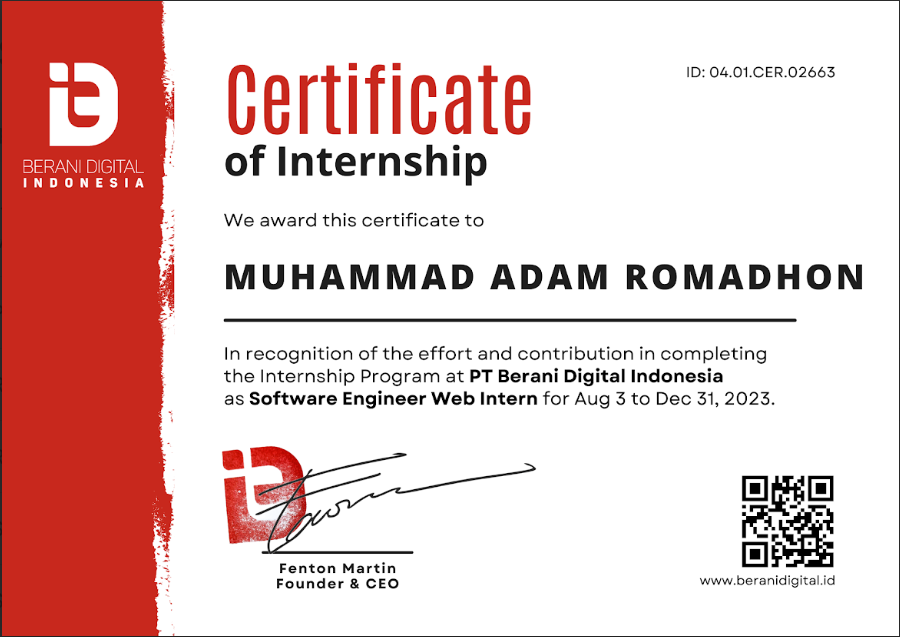 BERANI DIGITAL
INDONESIA
ID: 04.01.CER.02663
Certificate
of Internship
We award this certificate to
MUHAMMAD ADAM ROMADHON
In recognition of the effort and contribution in completing
the Internship Program at PT Berani Digital Indonesia
as Software Engineer Web Intern for Aug 3 to Dec 31, 2023.
Fenton Martin
Founder & CEO
www.beranidigital.id